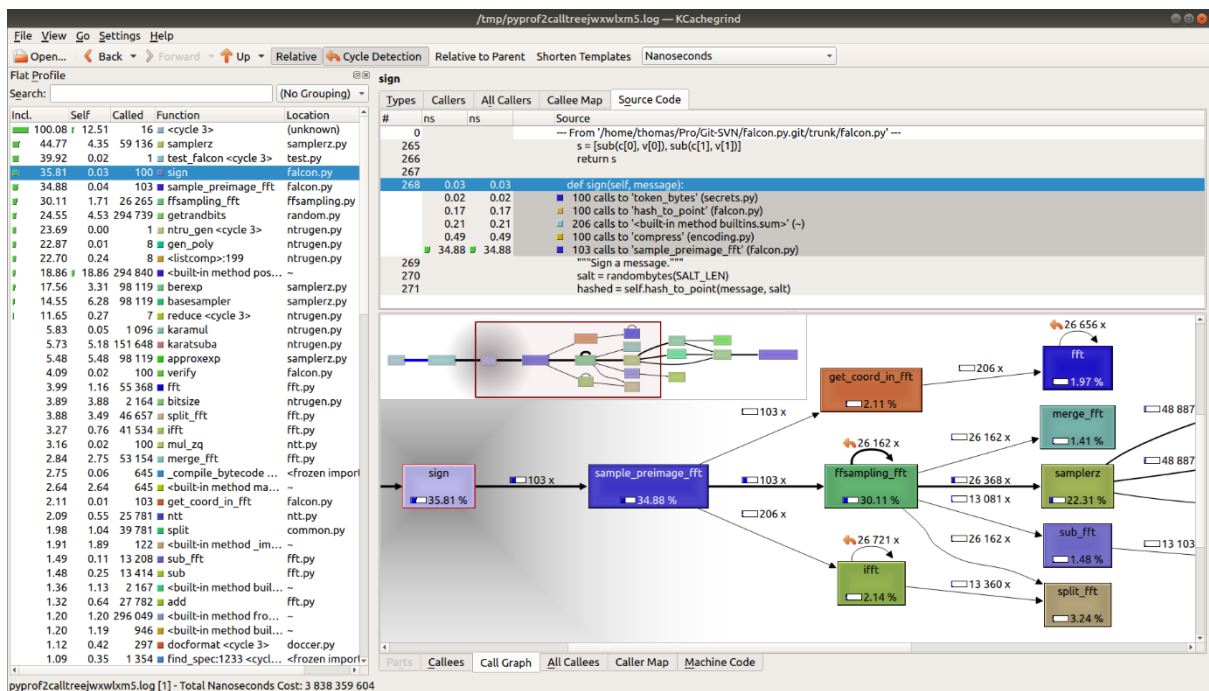 /tmp/pyprof2calltreejwxwlxm5.log — KCachegrind
File View Go Settings Help
Open... Back Forward Up Relative Cycle Detection Relative to Parent Shorten Templates Nanoseconds
Flat Profile
Search: (No Grouping)
Incl. Self Called Function Location
100.08 12.51 16 <cycle 3> (unknown)
44.77 4.35 59 136 samplerz samplerz.py
39.92 0.02 1 test_falcon <cycle 3> test.py
35.81 0.03 100 sign falcon.py
34.88 0.04 103 sample_preimage_fft falcon.py
30.11 1.71 26 265 ffsampling_fft ffsampling.py
24.55 4.53 294 739 getrandbits random.py
23.69 0.00 1 ntru_gen <cycle 3> ntrugen.py
22.87 0.01 8 gen_poly ntrugen.py
22.70 0.24 8 <listcomp>:199 ntrugen.py
18.86 18.86 294 840 <built-in method pos... ~
17.56 3.31 98 119 berexp samplerz.py
14.55 6.28 98 119 basesampler samplerz.py
11.65 0.27 7 reduce <cycle 3> ntrugen.py
5.83 0.05 1 096 karamul ntrugen.py
5.73 5.18 151 648 karatsuba ntrugen.py
5.48 5.48 98 119 approxexp samplerz.py
4.09 0.02 100 verify falcon.py
3.99 1.16 55 368 fft fft.py
3.89 3.88 2 164 bitsize ntrugen.py
3.88 3.49 46 657 split_fft fft.py
3.27 0.76 41 534 ifft fft.py
3.16 0.02 100 mul_zq ntt.py
2.84 2.75 53 154 merge_fft fft.py
2.75 0.06 645 _compile_bytecode ... <frozen import
2.64 2.64 645 <built-in method ma... ~
2.11 0.01 103 get_coord_in_fft falcon.py
2.09 0.55 25 781 ntt ntt.py
1.98 1.04 39 781 split common.py
1.91 1.89 122 <built-in method _im... ~
1.49 0.11 13 208 sub_fft fft.py
1.48 0.25 13 414 sub fft.py
1.36 1.13 2 167 <built-in method buil... ~
1.32 0.64 27 782 add fft.py
1.20 1.20 296 049 <built-in method fro... ~
1.20 1.19 946 <built-in method buil... ~
1.12 0.42 297 docformat <cycle 3> doccer.py
1.09 0.35 1 354 find_spec:1233 <cycl... <frozen import
sign
Types Callers All Callers Callee Map Source Code
# ns ns Source
0 --- From '/home/thomas/Pro/Git-SVN/falcon.py.git/trunk/falcon.py' ---
265 s = [sub(c[0], v[0]), sub(c[1], v[1])]
266 return s
267
268 0.03 0.03 def sign(self, message):
0.02 0.02 100 calls to 'token_bytes' (secrets.py)
0.17 0.17 100 calls to 'hash_to_point' (falcon.py)
0.21 0.21 206 calls to '<built-in method builtins.sum>' (~)
0.49 0.49 100 calls to 'compress' (encoding.py)
34.88 34.88 103 calls to 'sample_preimage_fft' (falcon.py)
269 """Sign a message."""
270 salt = randombytes(SALT_LEN)
271 hashed = self.hash_to_point(message, salt)
26 656 x
fft
1.97 %
206 x
get_coord_in_fft
2.11 %
103 x
merge_fft
1.41 %
48 887
26 162 x
26 162 x
sign
35.81 %
103 x
sample_preimage_fft
34.88 %
103 x
ffsampling_fft
30.11 %
26 368 x
samplerz
22.31 %
48 887
13 081 x
206 x
26 721 x
26 162 x
sub_fft
1.48 %
13 103
ifft
2.14 %
13 360 x
split_fft
3.24 %
Parts Callees Call Graph All Callees Caller Map Machine Code
pyprof2calltreejwxwlxm5.log [1] - Total Nanoseconds Cost: 3 838 359 604